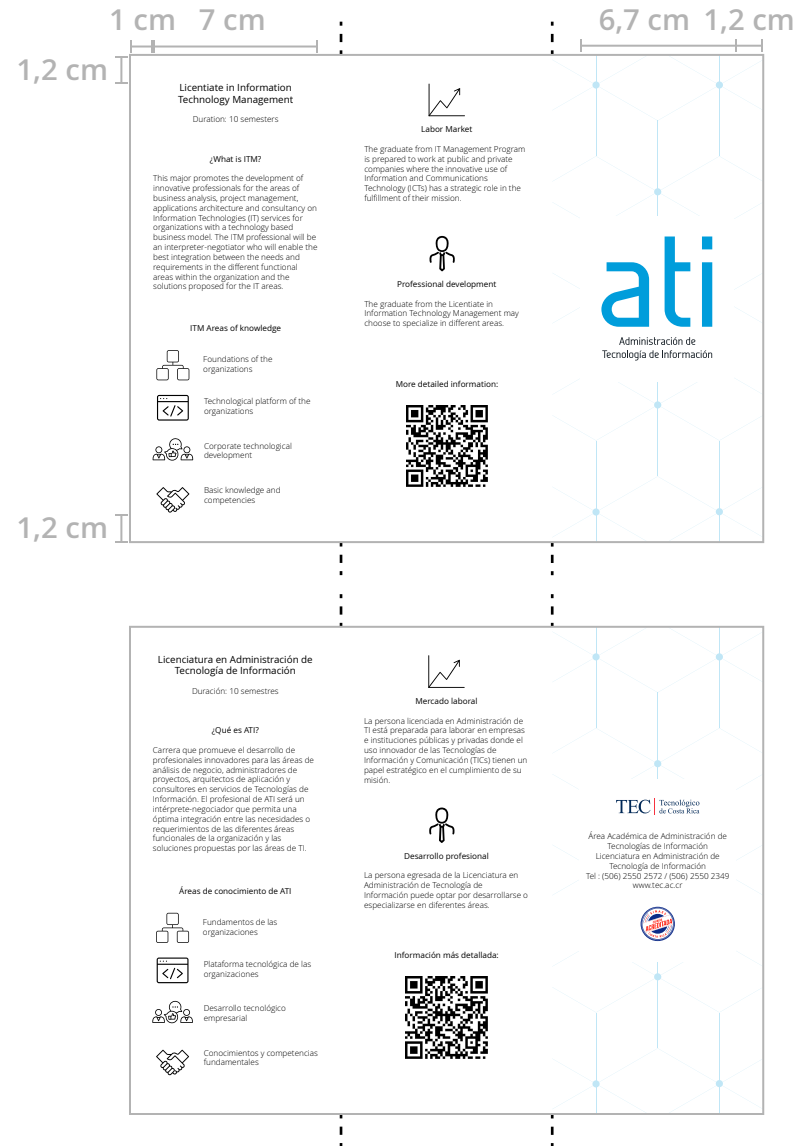 1 cm 7 cm
6,7 cm 1,2 cm
1,2 cm
Licentiate in Information
Technology Management
Duration: 10 semesters
¿What is ITM?
This major promotes the development of
innovative professionals for the areas of
business analysis, project management,
applications architecture and consultancy on
Information Technologies (IT) services for
organizations with a technology based
business model. The ITM professional will be
an interpreter-negotiator who will enable the
best integration between the needs and
requirements in the different functional
areas within the organization and the
solutions proposed for the IT areas.
ITM Areas of knowledge
Foundations of the
organizations
Technological platform of the
organizations
Corporate technological
development
Basic knowledge and
competencies
1,2 cm
Labor Market
The graduate from IT Management Program
is prepared to work at public and private
companies where the innovative use of
Information and Communications
Technology (ICTs) has a strategic role in the
fulfillment of their mission.
Professional development
The graduate from the Licentiate in
Information Technology Management may
choose to specialize in different areas.
More detailed information:
ati
Administración de
Tecnología de Información
Licenciatura en Administración de
Tecnología de Información
Duración: 10 semestres
¿Qué es ATI?
Carrera que promueve el desarrollo de
profesionales innovadores para las áreas de
análisis de negocio, administradores de
proyectos, arquitectos de aplicación y
consultores en servicios de Tecnologías de
Información. El profesional de ATI será un
intérprete-negociador que permita una
óptima integración entre las necesidades o
requerimientos de las diferentes áreas
funcionales de la organización y las
soluciones propuestas por las áreas de TI.
Áreas de conocimiento de ATI
Fundamentos de las
organizaciones
Plataforma tecnológica de las
organizaciones
Desarrollo tecnológico
empresarial
Conocimientos y competencias
fundamentales
Mercado laboral
La persona licenciada en Administración de
TI está preparada para laborar en empresas
e instituciones públicas y privadas donde el
uso innovador de las Tecnologías de
Información y Comunicación (TICs) tienen un
papel estratégico en el cumplimiento de su
misión.
Desarrollo profesional
La persona egresada de la Licenciatura en
Administración de Tecnología de
Información puede optar por desarrollarse o
especializarse en diferentes áreas.
Información más detallada:
TEC Tecnológico
de Costa Rica
Área Académica de Administración de
Tecnologías de Información
Licenciatura en Administración de
Tecnología de Información
Tel : (506) 2550 2572 / (506) 2550 2349
www.tec.ac.cr
ACREDITADA